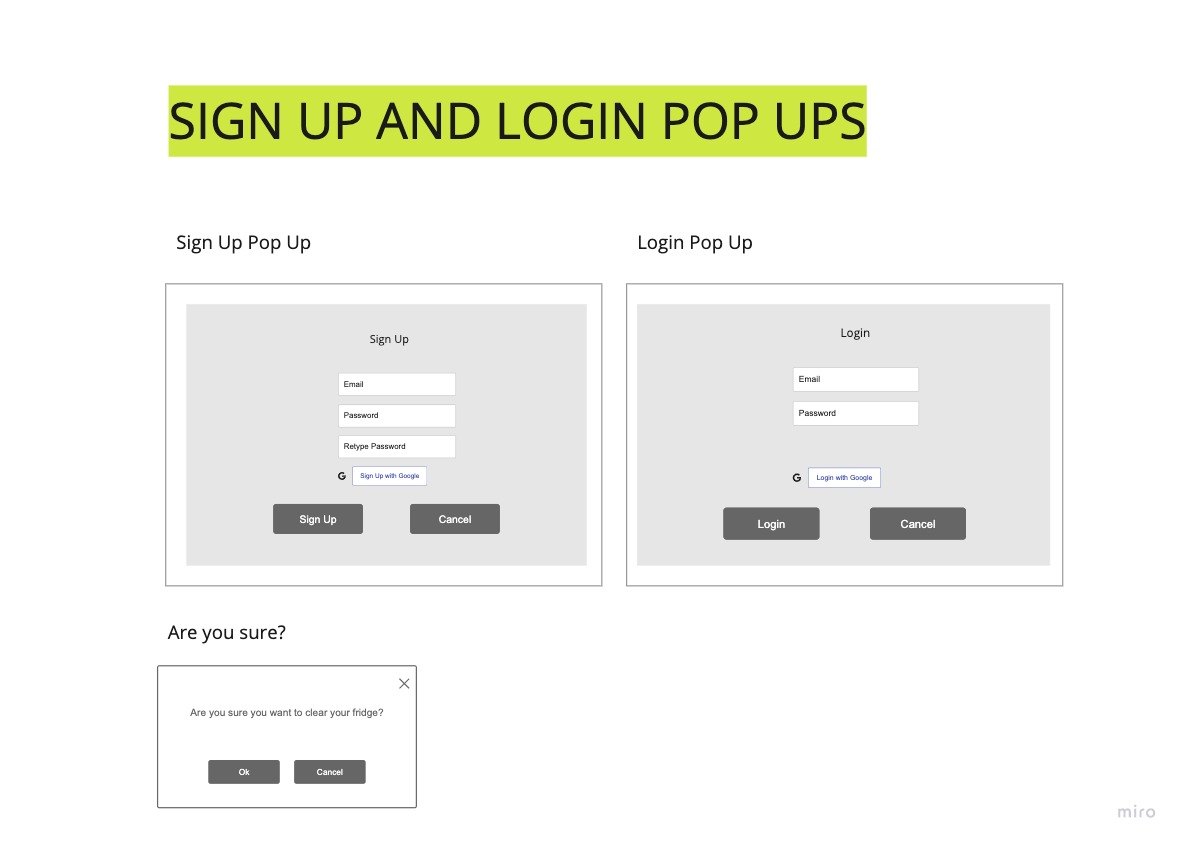 SIGN UP AND LOGIN POP UPS
Sign Up Pop Up
Sign Up
Email
Password
Retype Password
G Sign Up with Google
Sign Up
Cancel
Login Pop Up
Login
Email
Password
G Login with Google
Login
Cancel
Are you sure?
Are you sure you want to clear your fridge?
Ok
Cancel
miro